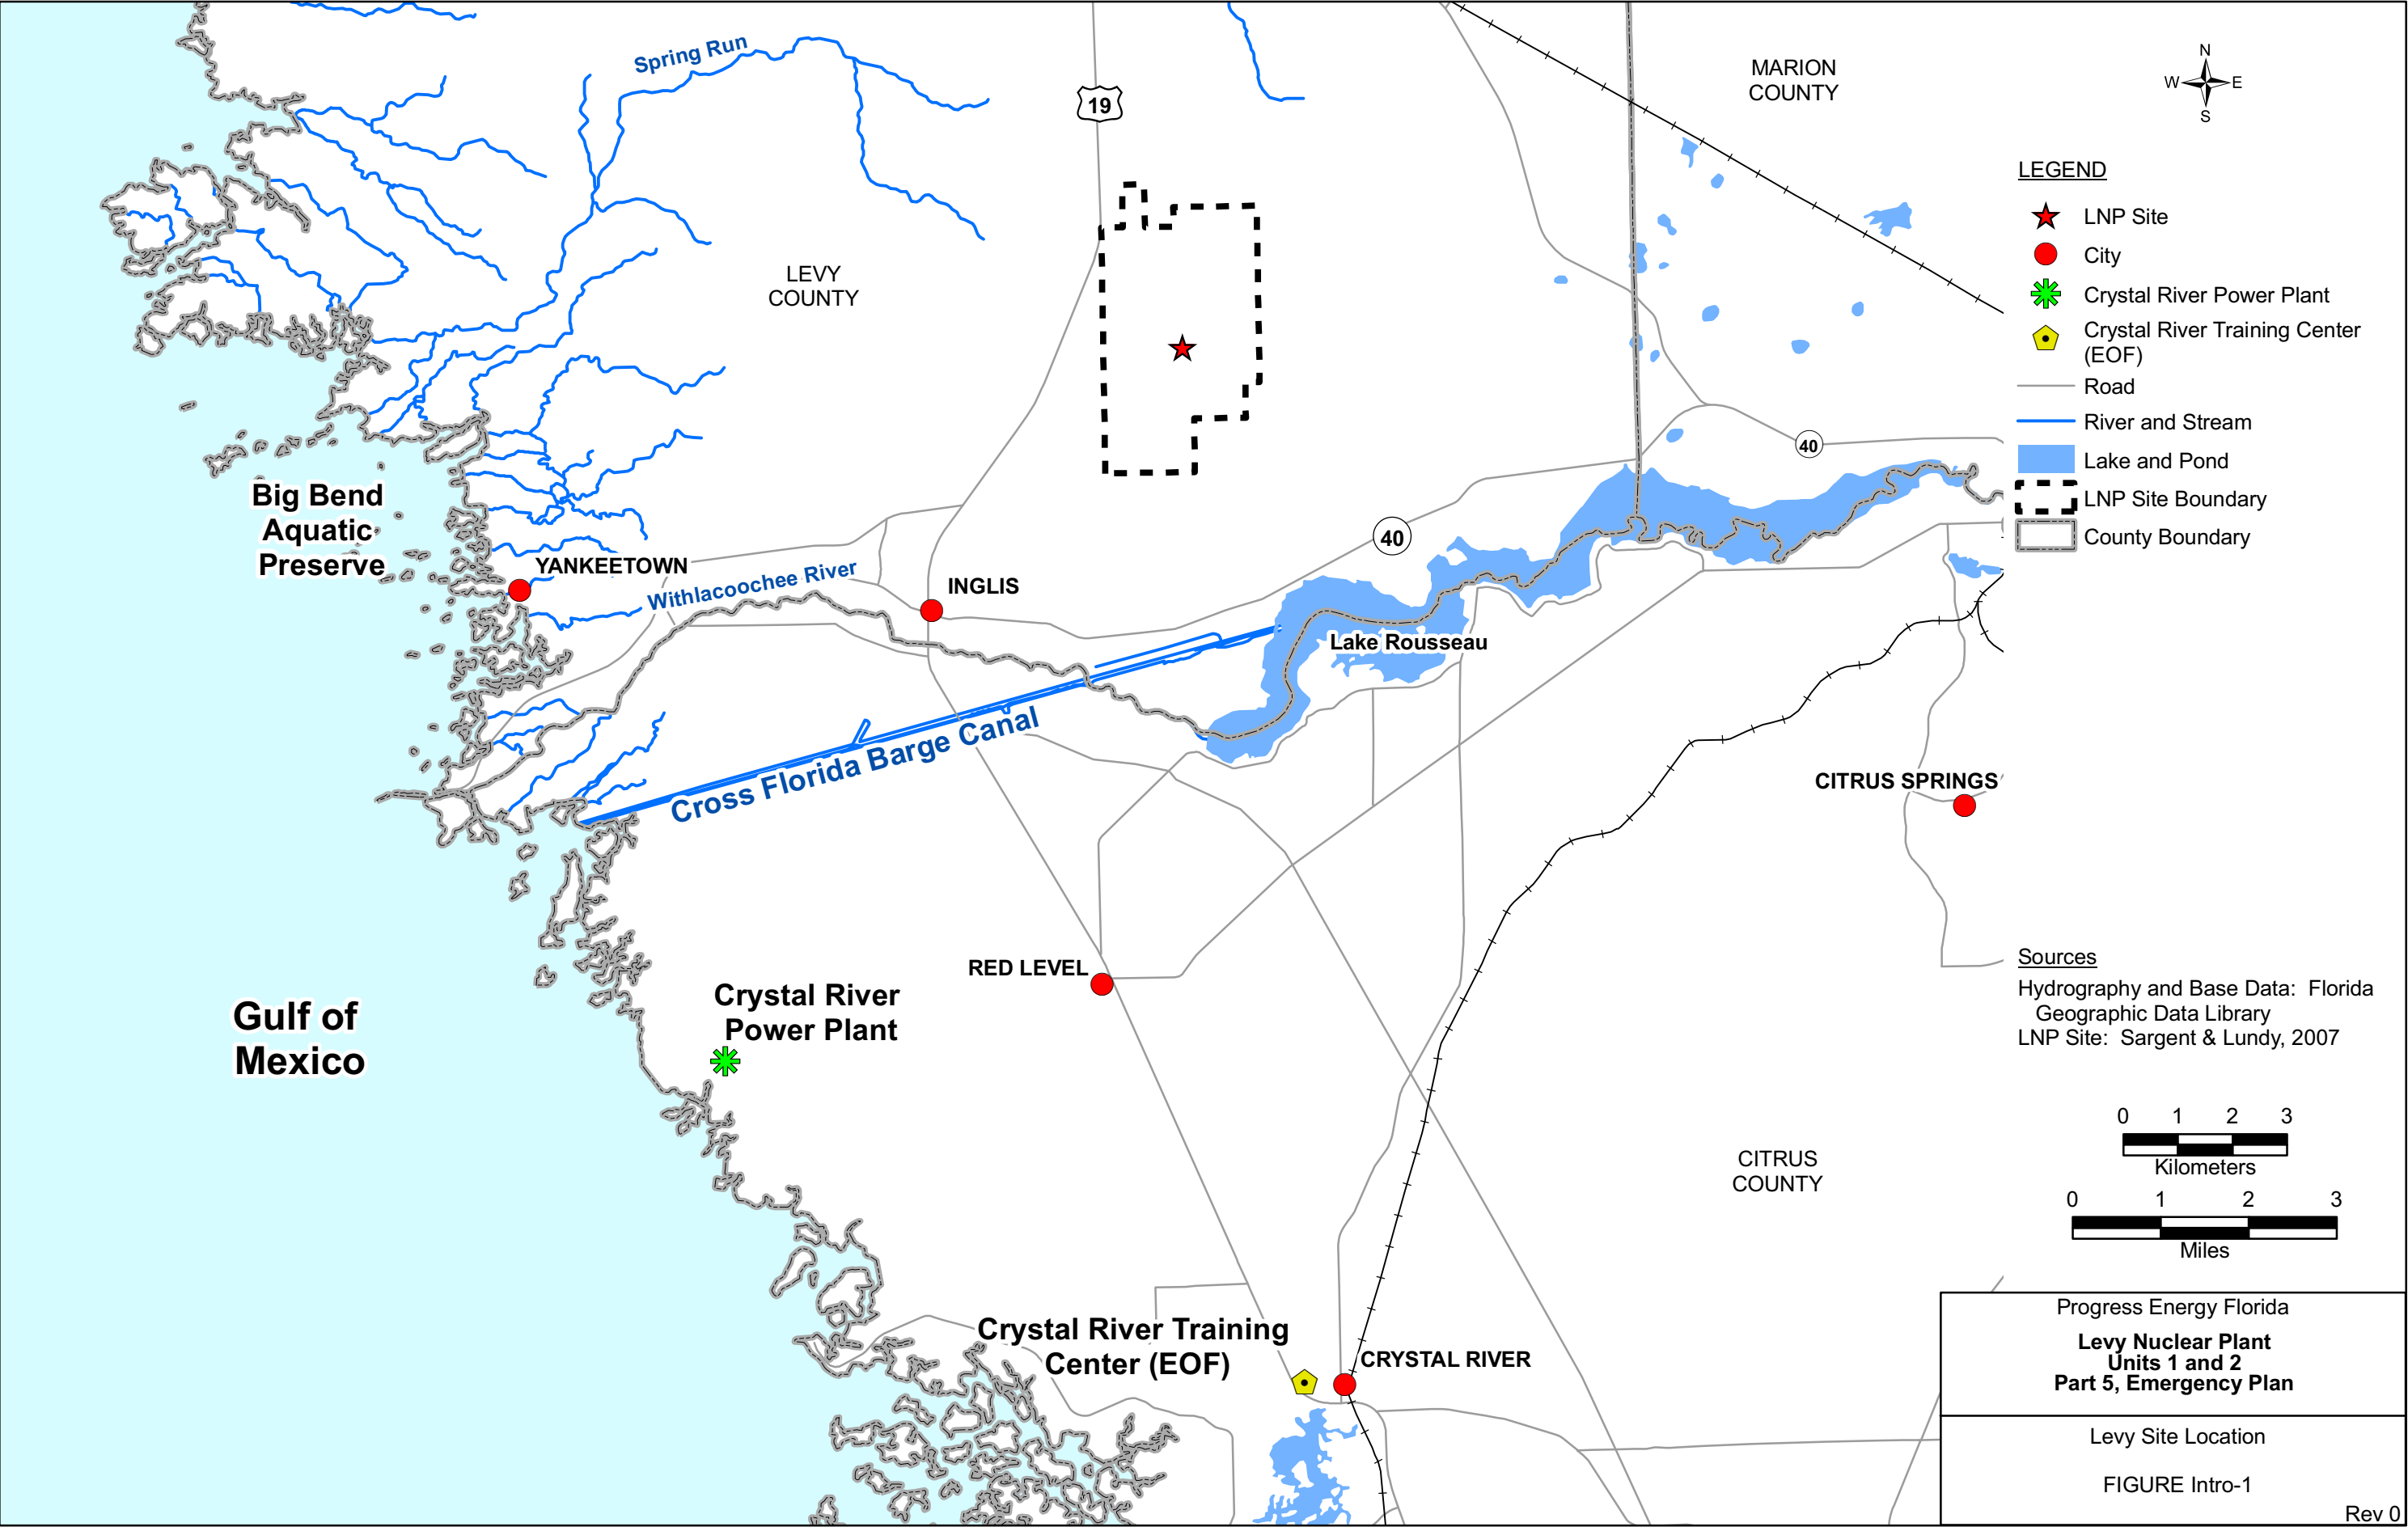 Spring Run
19
MARION
COUNTY
N
W
E
S
LEVY
COUNTY
LEGEND
LNP Site
City
Crystal River Power Plant
Crystal River Training Center
(EOF)
Road
River and Stream
Lake and Pond
LNP Site Boundary
County Boundary
40
Big Bend
Aquatic
Preserve
40
YANKEETOWN
Withlacoochee River
INGLIS
Lake Rousseau
Cross Florida Barge Canal
CITRUS SPRINGS
RED LEVEL
Crystal River
Power Plant
Gulf of
Mexico
Sources
Hydrography and Base Data: Florida
Geographic Data Library
LNP Site: Sargent & Lundy, 2007
0 1 2 3
Kilometers
0 1 2 3
Miles
CITRUS
COUNTY
Crystal River Training
Center (EOF)
CRYSTAL RIVER
Progress Energy Florida
Levy Nuclear Plant
Units 1 and 2
Part 5, Emergency Plan
Levy Site Location
FIGURE Intro-1
Rev 0